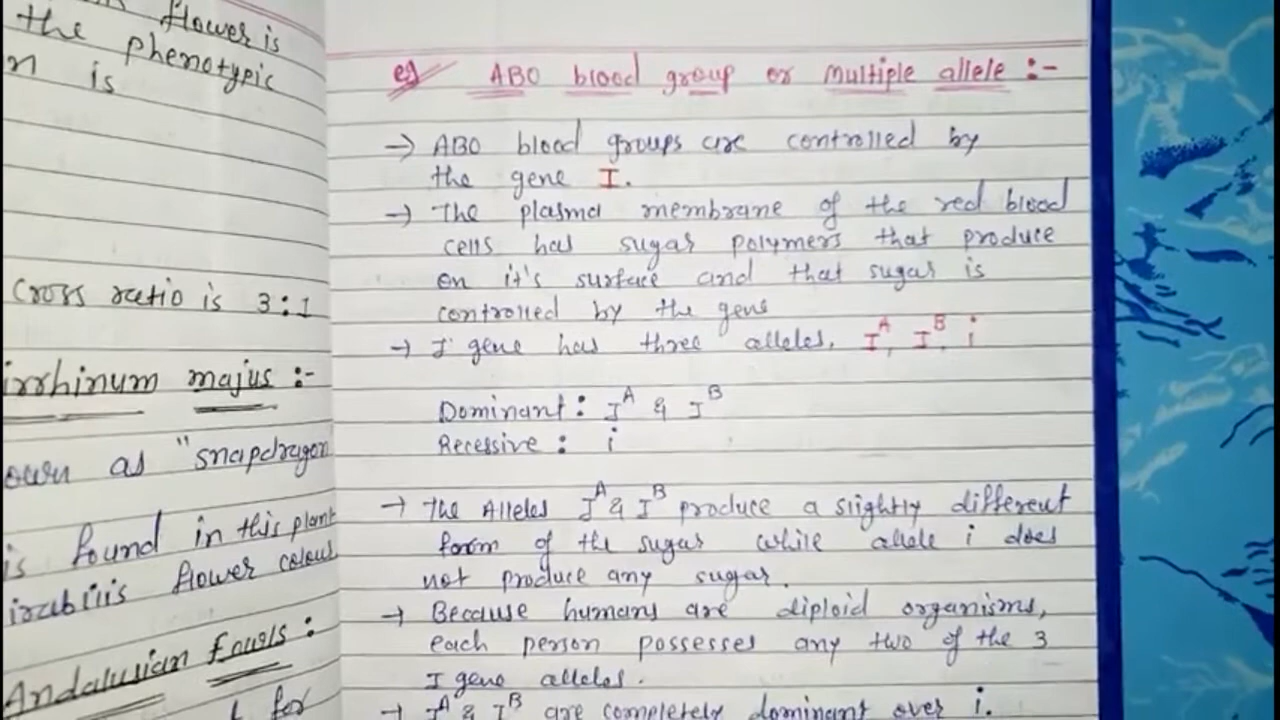 flower is
the phenotypic
n is
Cross ratio is 3:1
irrhinum majus :-
own as "snapdragon
is found in this plant
irabilis flower colour
Andalusian Fowls :
for
eg ABO blood group or multiple allele :-
→ ABO blood groups are controlled by
the gene I.
→ The plasma membrane of the red blood
cells has sugar polymers that produce
on it's surface and that sugar is
controlled by the gene
→ I gene has three alleles, I^A, I^B, i
Dominant : I^A & I^B
Recessive : i
→ The Alleles I^A & I^B produce a slightly different
form of the sugar while allele i does
not produce any sugar.
→ Because humans are diploid organisms,
each person possesses any two of the 3
I gene alleles.
→ I^A & I^B are completely dominant over i.